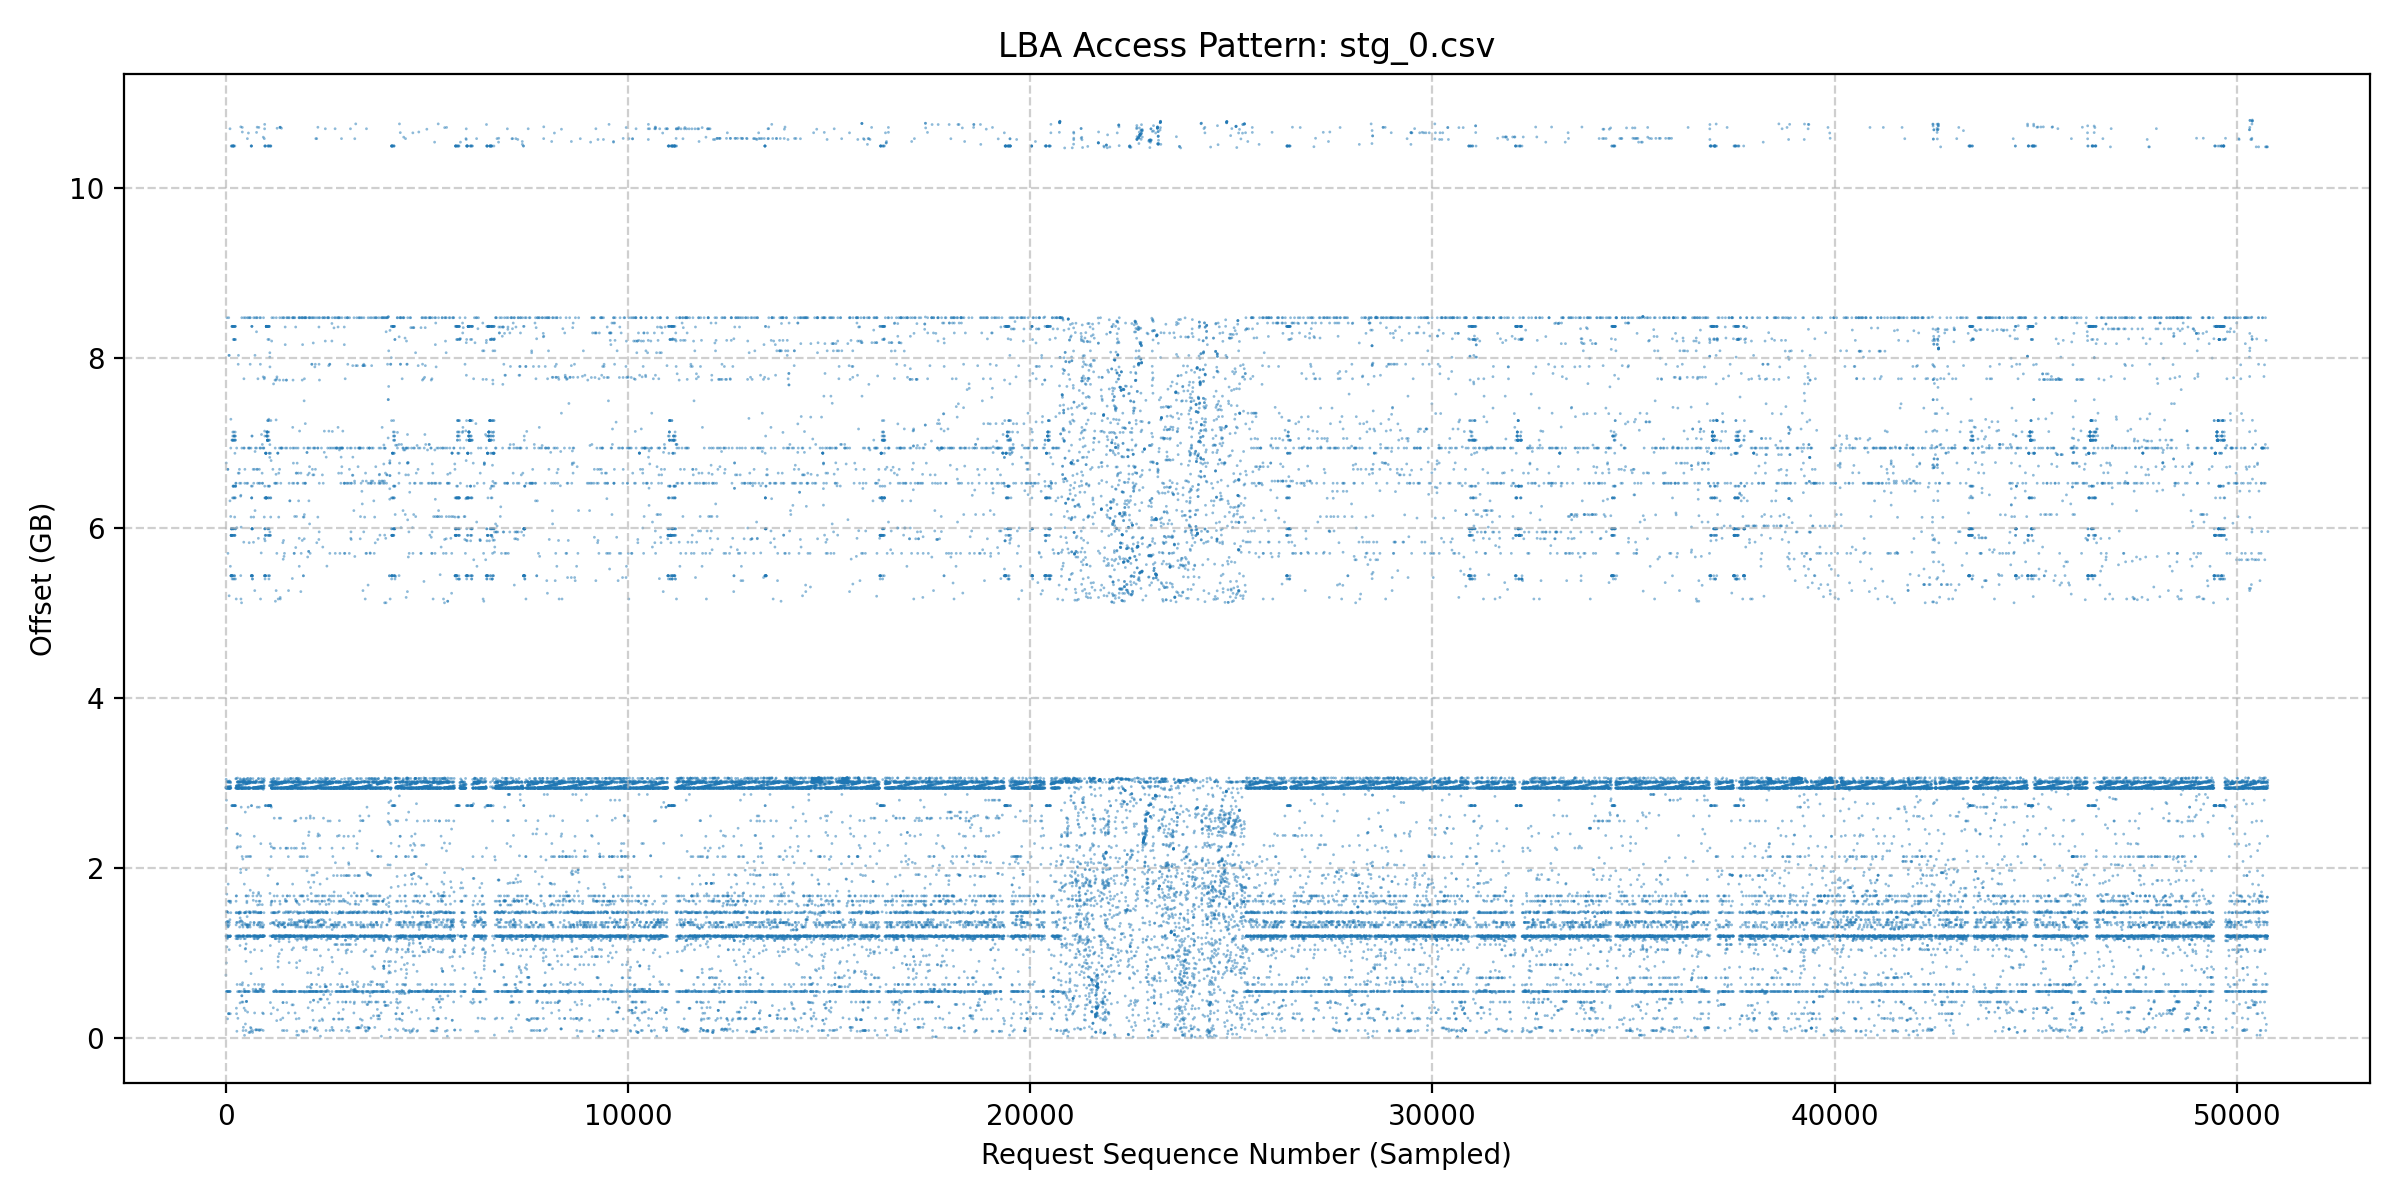 LBA Access Pattern: stg_0.csv
Offset (GB)
10
8
6
4
2
0
0 10000 20000 30000 40000 50000
Request Sequence Number (Sampled)